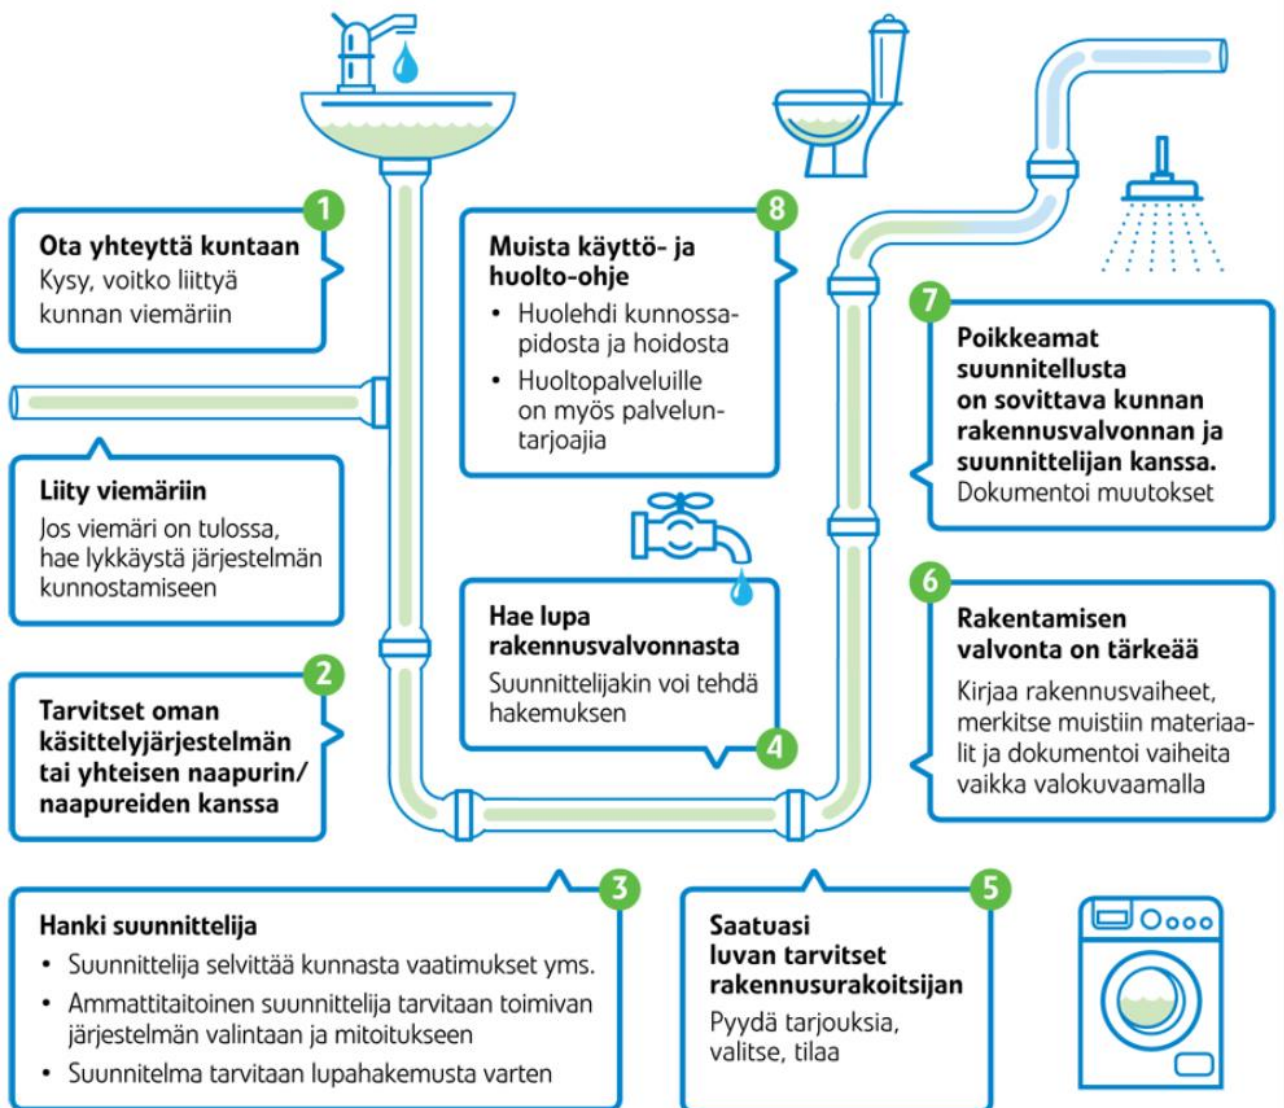 1
Ota yhteyttä kuntaan
Kysy, voitko liittyä
kunnan viemäriin
Liity viemäriin
Jos viemäri on tulossa,
hae lykkäystä järjestelmän
kunnostamiseen
2
Tarvitset oman
käsittelyjärjestelmän
tai yhteisen naapurin/
naapureiden kanssa
3
Hanki suunnittelija
• Suunnittelija selvittää kunnasta vaatimukset yms.
• Ammattitaitoinen suunnittelija tarvitaan toimivan
järjestelmän valintaan ja mitoitukseen
• Suunnitelma tarvitaan lupahakemusta varten
Hae lupa
rakennusvalvonnasta
Suunnittelijakin voi tehdä
hakemuksen
4
5
Saatuasi
luvan tarvitset
rakennusurakoitsijan
Pyydä tarjouksia,
valitse, tilaa
6
Rakentamisen
valvonta on tärkeää
Kirjaa rakennusvaiheet,
merkitse muistiin materiaa-
lit ja dokumentoi vaiheita
vaikka valokuvaamalla
7
Poikkeamat
suunnitellusta
on sovittava kunnan
rakennusvalvonnan ja
suunnittelijan kanssa.
Dokumentoi muutokset
8
Muista käyttö- ja
huolto-ohje
• Huolehdi kunnossa-
pidosta ja hoidosta
• Huoltopalveluille
on myös palvelun-
tarjoajia